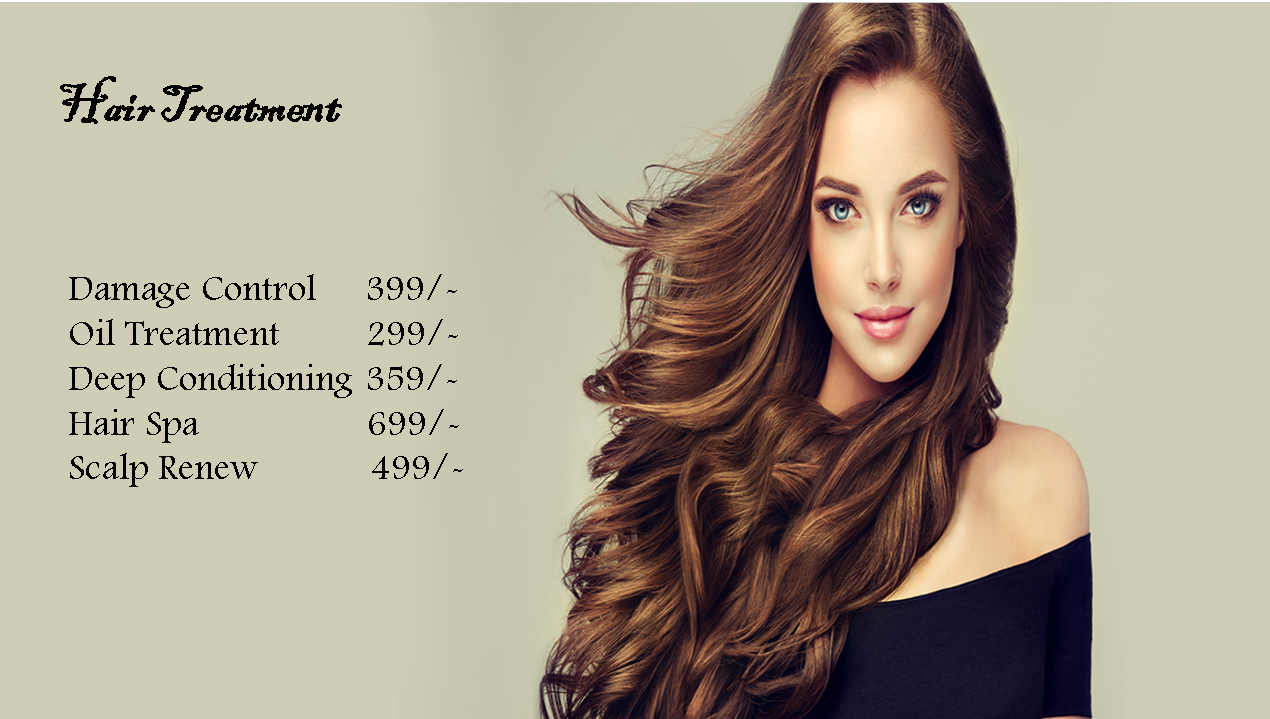 Hair Treatment
Damage Control 399/-
Oil Treatment 299/-
Deep Conditioning 359/-
Hair Spa 699/-
Scalp Renew 499/-